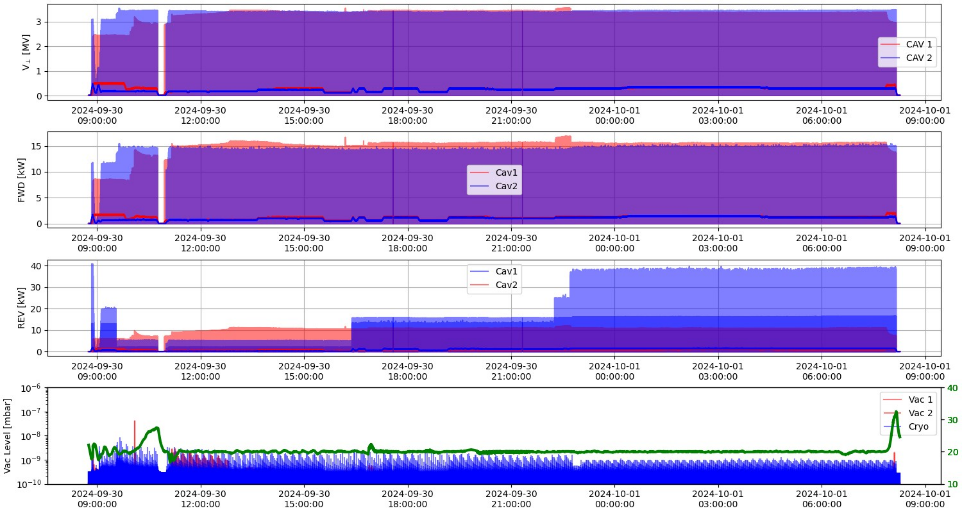 V⊥ [MV]
3
2
1
0
CAV 1
CAV 2
2024-09-30 2024-09-30 2024-09-30 2024-09-30 2024-09-30 2024-10-01 2024-10-01 2024-10-01 2024-10-01
09:00:00 12:00:00 15:00:00 18:00:00 21:00:00 00:00:00 03:00:00 06:00:00 09:00:00
FWD [kW]
15
10
5
0
Cav1
Cav2
2024-09-30 2024-09-30 2024-09-30 2024-09-30 2024-09-30 2024-10-01 2024-10-01 2024-10-01 2024-10-01
09:00:00 12:00:00 15:00:00 18:00:00 21:00:00 00:00:00 03:00:00 06:00:00 09:00:00
REV [kW]
40
30
20
10
0
Cav1
Cav2
2024-09-30 2024-09-30 2024-09-30 2024-09-30 2024-09-30 2024-10-01 2024-10-01 2024-10-01 2024-10-01
09:00:00 12:00:00 15:00:00 18:00:00 21:00:00 00:00:00 03:00:00 06:00:00 09:00:00
Vac Level [mbar]
10⁻⁶
10⁻⁷
10⁻⁸
10⁻⁹
10⁻¹⁰
Vac 1
Vac 2
Cryo
40
30
20
10
2024-09-30 2024-09-30 2024-09-30 2024-09-30 2024-09-30 2024-10-01 2024-10-01 2024-10-01 2024-10-01
09:00:00 12:00:00 15:00:00 18:00:00 21:00:00 00:00:00 03:00:00 06:00:00 09:00:00